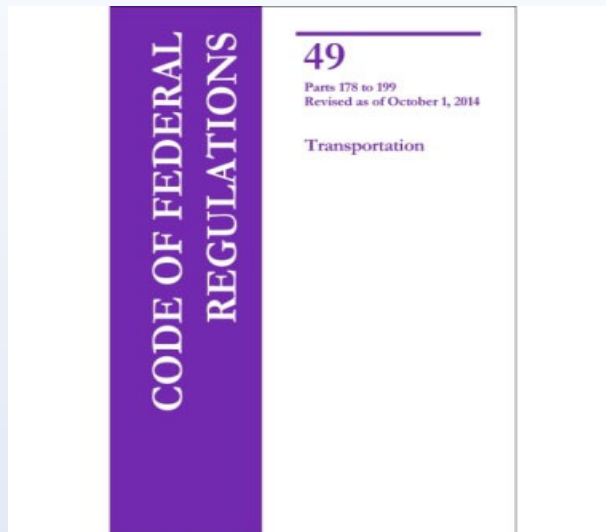 CODE OF FEDERAL
REGULATIONS
49
Parts 178 to 199
Revised as of October 1, 2014
Transportation